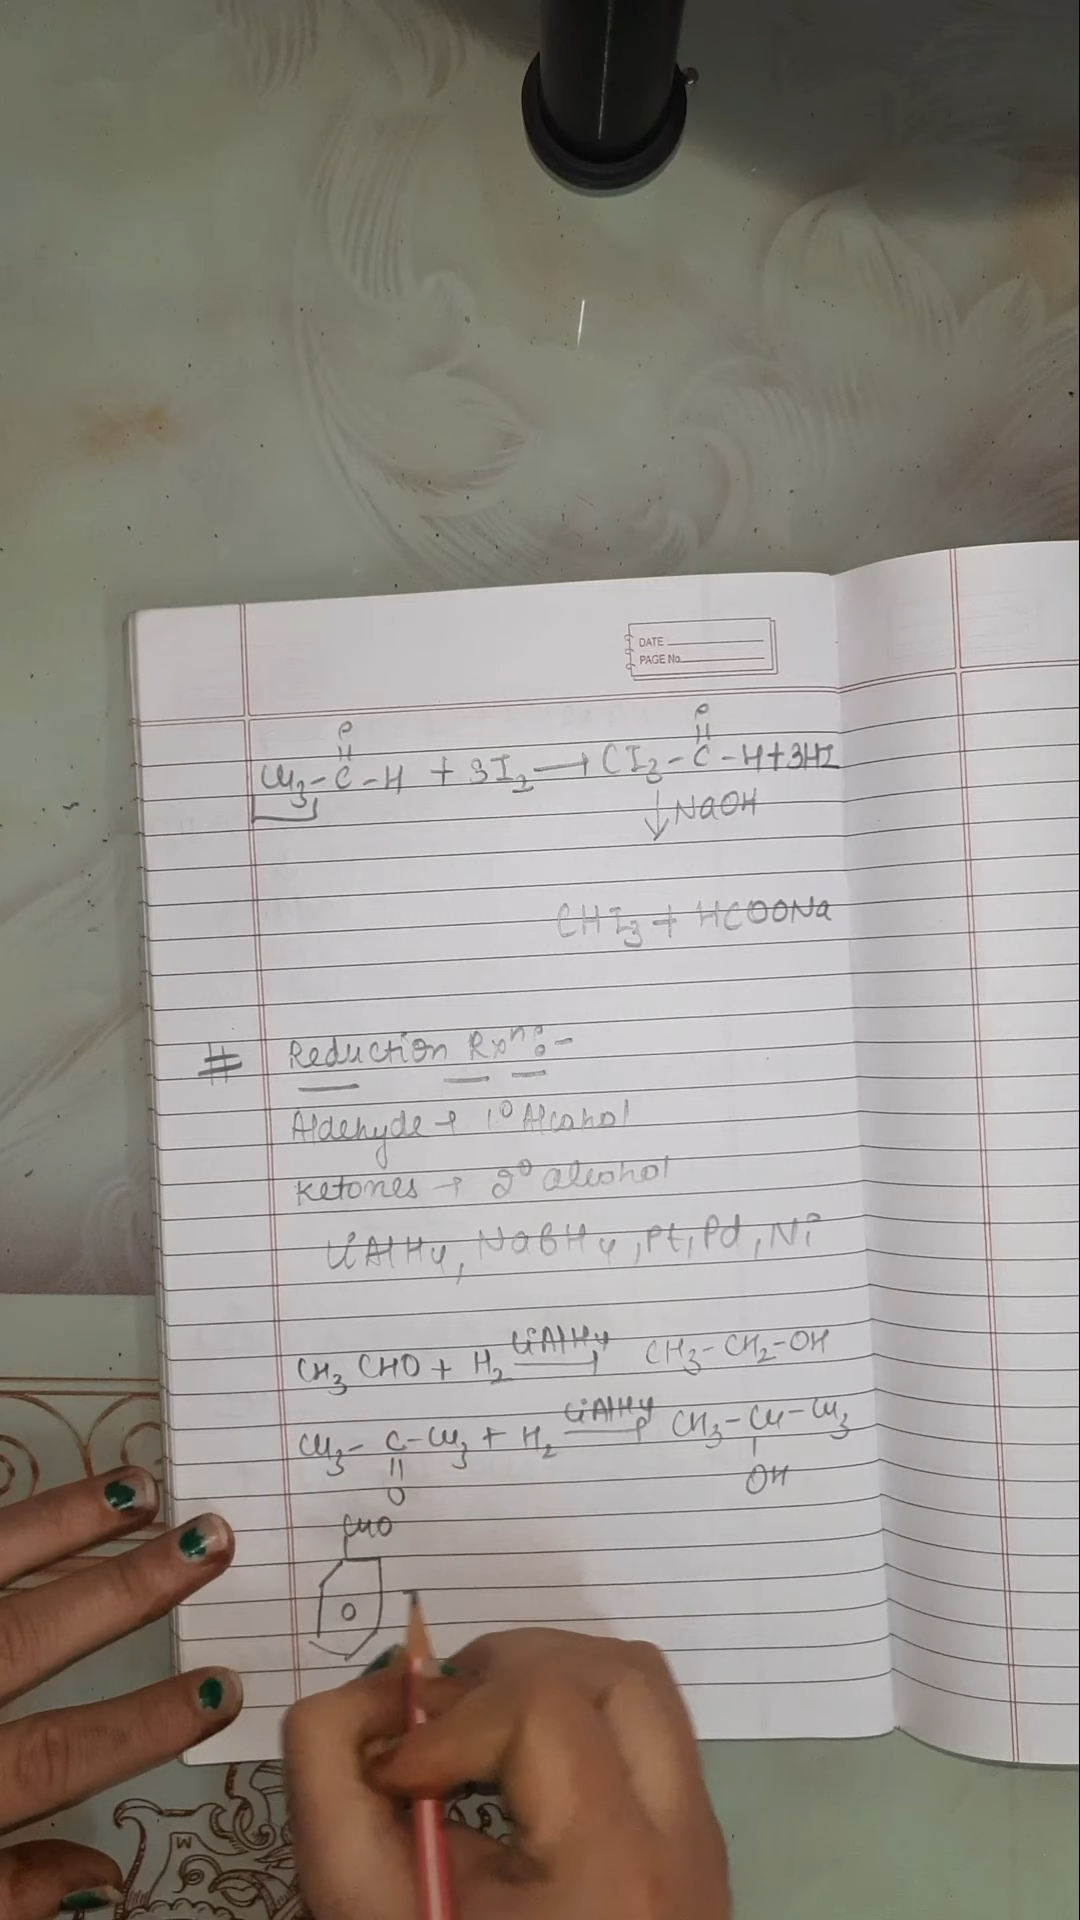 DATE
PAGE No.
O
||
CH3-C-H + 3I2 → CI3-C-H+3HI
O
||
↓NaOH
CHI3 + HCOONa
# Reduction Rxn:-
Aldehyde → 1° Alcohol
Ketones → 2° alcohol
LiAlH4, NaBH4, Pt, Pd, Ni
LiAlH4
CH3 CHO + H2 → CH3-CH2-OH
LiAlH4
CH3-C-CH3 + H2 → CH3-CH-CH3
||
O
OH
CHO